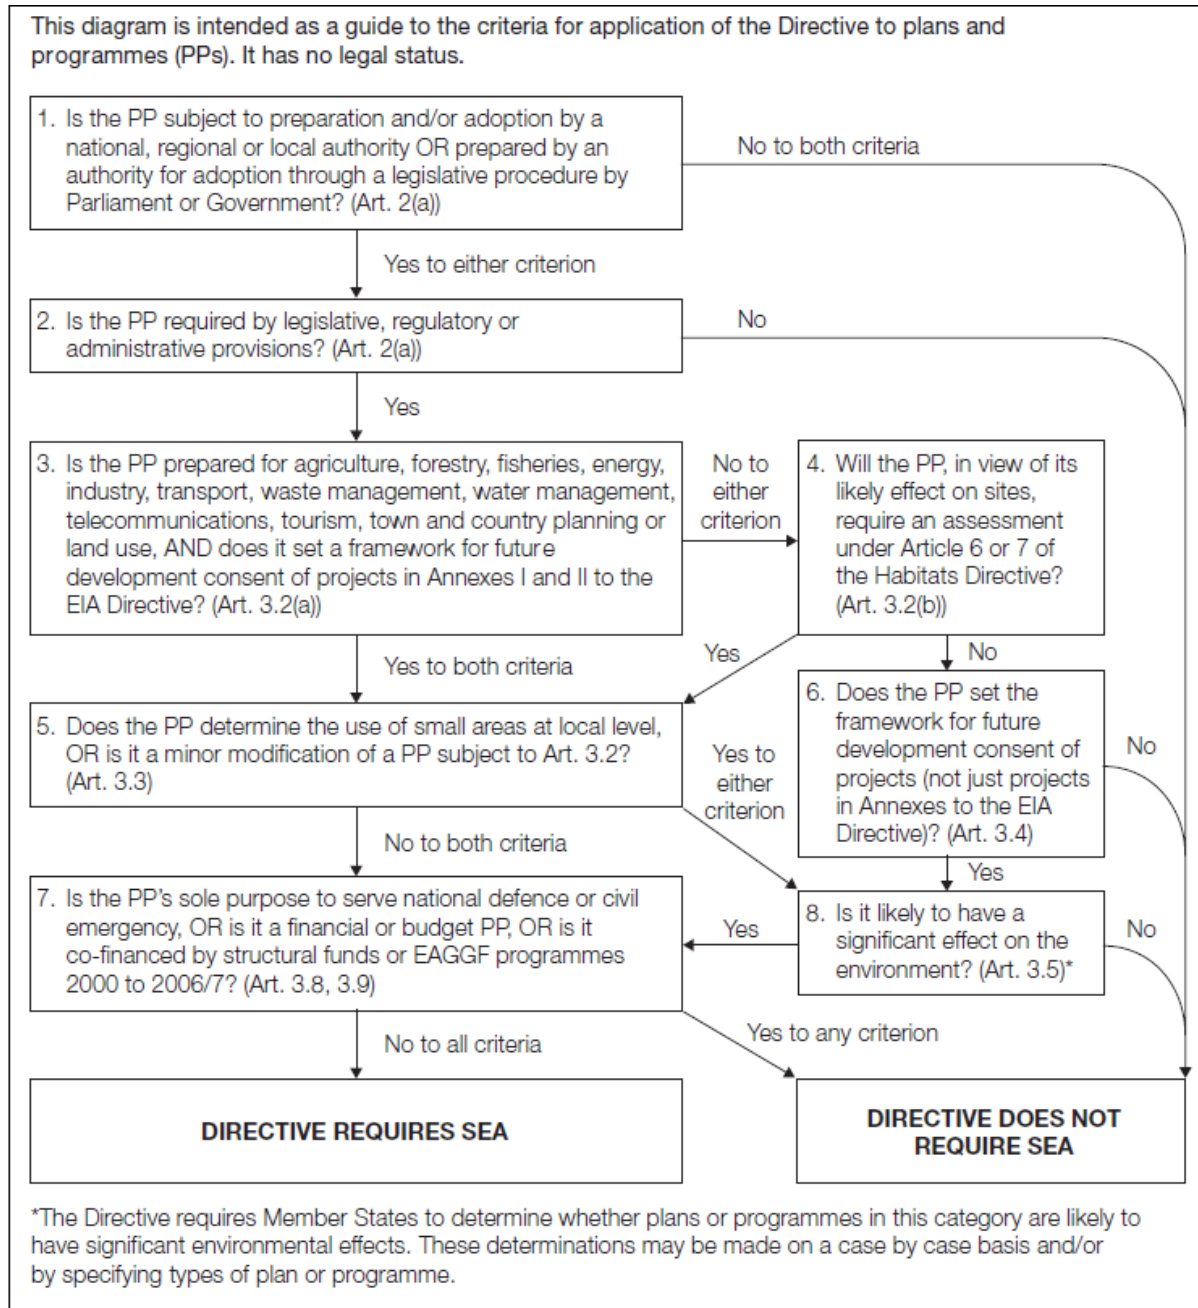 This diagram is intended as a guide to the criteria for application of the Directive to plans and
programmes (PPs). It has no legal status.
1. Is the PP subject to preparation and/or adoption by a
national, regional or local authority OR prepared by an
authority for adoption through a legislative procedure by
Parliament or Government? (Art. 2(a))
No to both criteria
Yes to either criterion
2. Is the PP required by legislative, regulatory or
administrative provisions? (Art. 2(a))
No
Yes
3. Is the PP prepared for agriculture, forestry, fisheries, energy,
industry, transport, waste management, water management,
telecommunications, tourism, town and country planning or
land use, AND does it set a framework for future
development consent of projects in Annexes I and II to the
EIA Directive? (Art. 3.2(a))
No to
either
criterion
4. Will the PP, in view of its
likely effect on sites,
require an assessment
under Article 6 or 7 of
the Habitats Directive?
(Art. 3.2(b))
Yes to both criteria
Yes
No
5. Does the PP determine the use of small areas at local level,
OR is it a minor modification of a PP subject to Art. 3.2?
(Art. 3.3)
Yes to
either
criterion
6. Does the PP set the
framework for future
development consent of
projects (not just projects
in Annexes to the EIA
Directive)? (Art. 3.4)
No
No to both criteria
Yes
7. Is the PP's sole purpose to serve national defence or civil
emergency, OR is it a financial or budget PP, OR is it
co-financed by structural funds or EAGGF programmes
2000 to 2006/7? (Art. 3.8, 3.9)
Yes
8. Is it likely to have a
significant effect on the
environment? (Art. 3.5)*
No
No to all criteria
Yes to any criterion
DIRECTIVE REQUIRES SEA
DIRECTIVE DOES NOT
REQUIRE SEA
*The Directive requires Member States to determine whether plans or programmes in this category are likely to
have significant environmental effects. These determinations may be made on a case by case basis and/or
by specifying types of plan or programme.